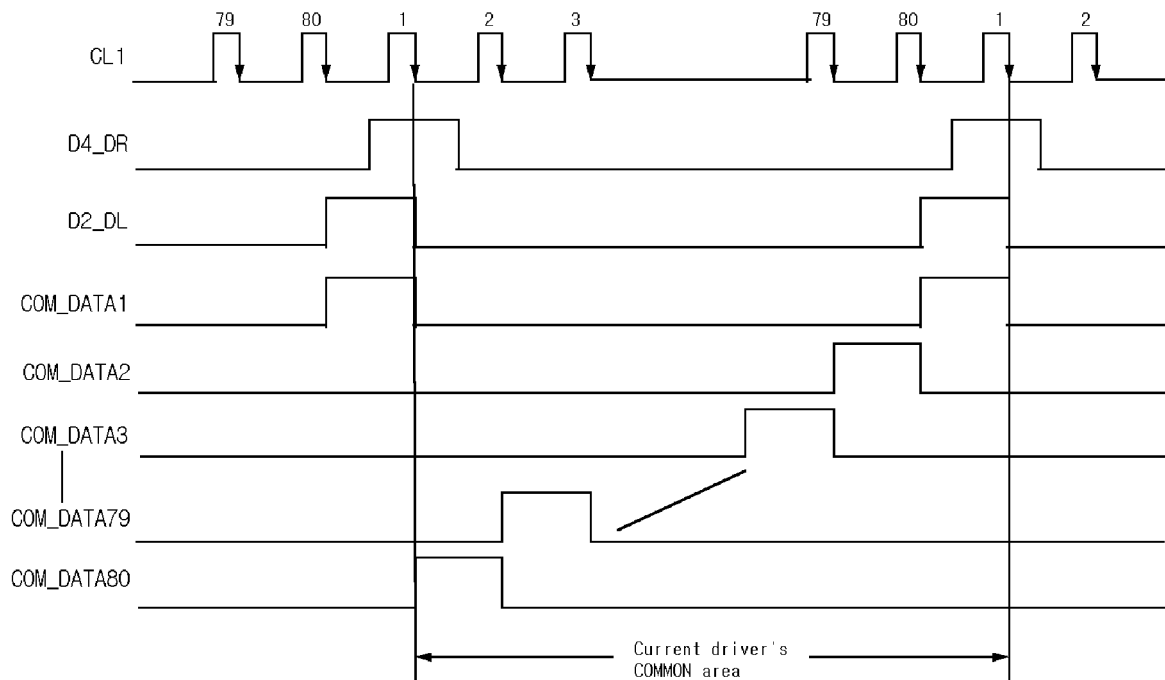 79 80 1 2 3 79 80 1 2
CL1
D4_DR
D2_DL
COM_DATA1
COM_DATA2
COM_DATA3
COM_DATA79
COM_DATA80
Current driver's
COMMON area